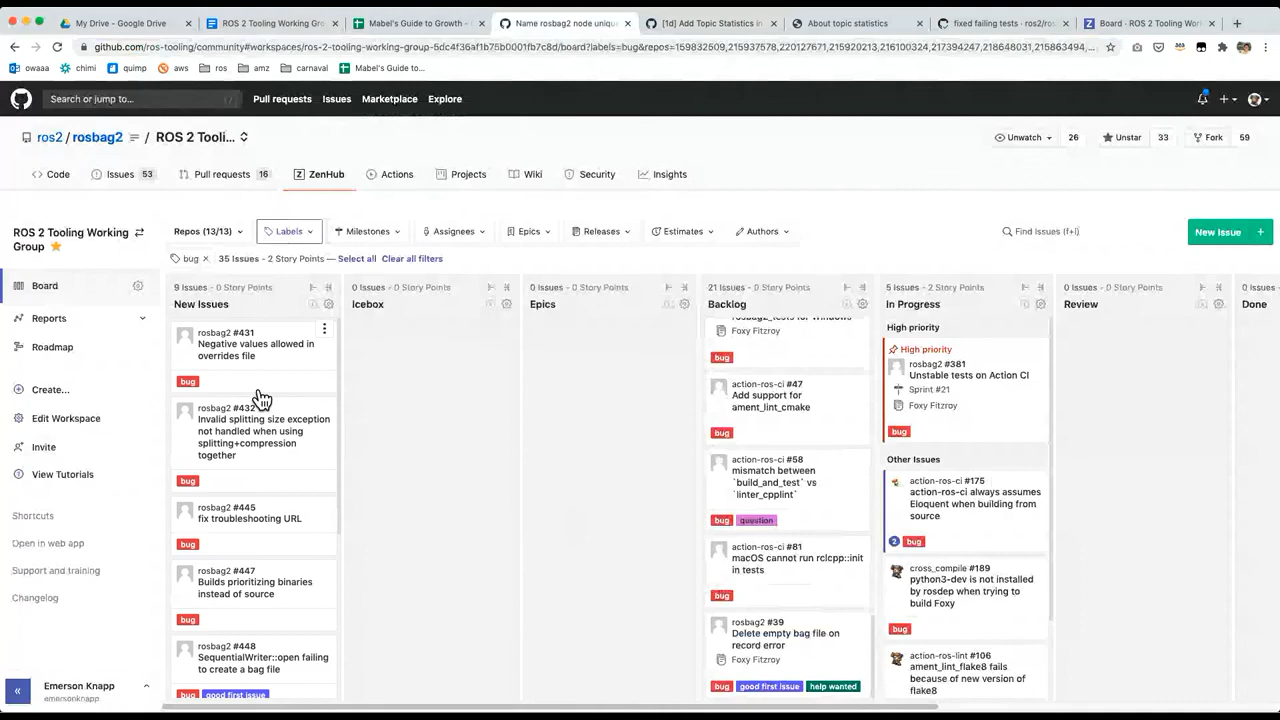 My Drive - Google Drive
ROS 2 Tooling Working Gro
Mabel's Guide to Growth -
Name rosbag2 node unique
[1d] Add Topic Statistics in
About topic statistics
fixed failing tests · ros2/ros
Board · ROS 2 Tooling Wo
github.com/ros-tooling/community#workspaces/ros-2-tooling-working-group-5dc4f36af1b75b0001fb7c8d/board?labels=bug&repos=159832509,215937578,220127671,215920213,216100324,217394247,218648031,215863494,...
owaaa
chimi
quimp
aws
ros
amz
carnaval
Mabel's Guide to...
Search or jump to...
/
Pull requests
Issues
Marketplace
Explore
ros2 / rosbag2 / ROS 2 Tooli...
Unwatch 26
Unstar 33
Fork 59
Code
Issues 53
Pull requests 16
ZenHub
Actions
Projects
Wiki
Security
Insights
ROS 2 Tooling Working
Group
Repos (13/13)
Labels
Milestones
Assignees
Epics
Releases
Estimates
Authors
Find Issues (f+i)
New Issue +
bug × 35 Issues - 2 Story Points — Select all Clear all filters
Board
Reports
Roadmap
Create...
Edit Workspace
Invite
View Tutorials
Shortcuts
Open in web app
Support and training
Changelog
Emerson Knapp
emersonknapp
9 Issues - 0 Story Points
New Issues
rosbag2 #431
Negative values allowed in
overrides file
bug
rosbag2 #432
Invalid splitting size exception
not handled when using
splitting+compression
together
bug
rosbag2 #445
fix troubleshooting URL
bug
rosbag2 #447
Builds prioritizing binaries
instead of source
bug
rosbag2 #448
SequentialWriter::open failing
to create a bag file
bug good first issue
0 Issues - 0 Story Points
Icebox
0 Issues - 0 Story Points
Epics
21 Issues - 0 Story Points
Backlog
rosbag2_tests for Windows
Foxy Fitzroy
bug
action-ros-ci #47
Add support for
ament_lint_cmake
bug
action-ros-ci #58
mismatch between
`build_and_test` vs
`linter_cpplint`
bug question
action-ros-ci #81
macOS cannot run rclcpp::init
in tests
bug
rosbag2 #39
Delete empty bag file on
record error
Foxy Fitzroy
bug good first issue help wanted
5 Issues - 2 Story Points
In Progress
High priority
High priority
rosbag2 #381
Unstable tests on Action CI
Sprint #21
Foxy Fitzroy
bug
Other Issues
action-ros-ci #175
action-ros-ci always assumes
Eloquent when building from
source
2 bug
cross_compile #189
python3-dev is not installed
by rosdep when trying to
build Foxy
bug
action-ros-lint #106
ament_lint_flake8 fails
because of new version of
flake8
0 Issues - 0 Story Points
Review
0 Issues - 0
Done